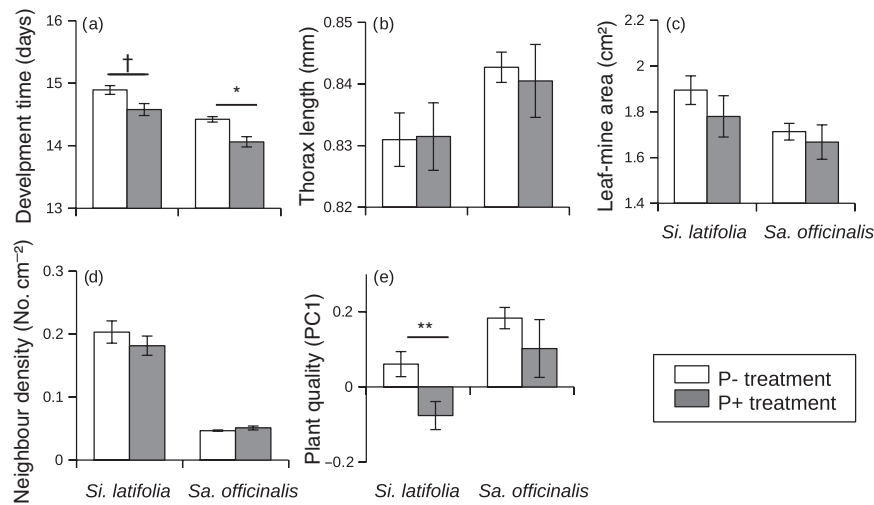 (a)
Develpment time (days)
16
15
14
13
†
*
(b)
Thorax length (mm)
0.85
0.84
0.83
0.82
(c)
Leaf-mine area (cm²)
2.2
2
1.8
1.6
1.4
Si. latifolia Sa. officinalis
(d)
Neighbour density (No. cm⁻²)
0.3
0.2
0.1
0
Si. latifolia Sa. officinalis
(e)
Plant quality (PC1)
0.2
0
–0.2
**
Si. latifolia Sa. officinalis
P- treatment
P+ treatment